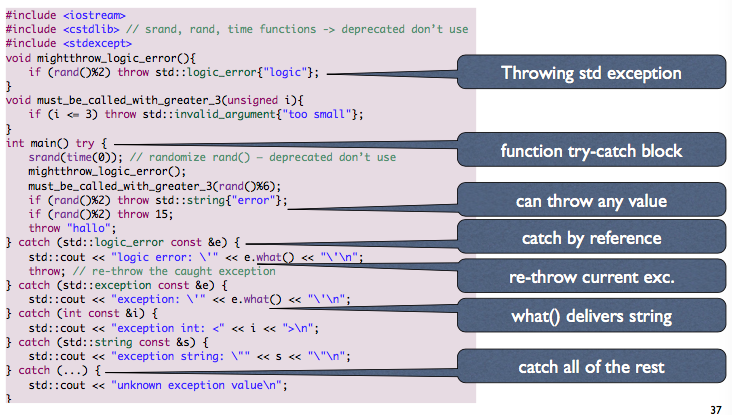 #include <iostream>
#include <cstdlib> // srand, rand, time functions -> deprecated don’t use
#include <stdexcept>
void mightthrow_logic_error(){
    if (rand()%2) throw std::logic_error{"logic"};
}
void must_be_called_with_greater_3(unsigned i){
    if (i <= 3) throw std::invalid_argument{"too small"};
}
int main() try {
    srand(time(0)); // randomize rand() – deprecated don’t use
    mightthrow_logic_error();
    must_be_called_with_greater_3(rand()%6);
    if (rand()%2) throw std::string{"error"};
    if (rand()%2) throw 15;
    throw "hallo";
} catch (std::logic_error const &e) {
    std::cout << "logic error: \'" << e.what() << "\'\n";
    throw; // re-throw the caught exception
} catch (std::exception const &e) {
    std::cout << "exception: \'" << e.what() << "\'\n";
} catch (int const &i) {
    std::cout << "exception int: <" << i << ">\n";
} catch (std::string const &s) {
    std::cout << "exception string: \"" << s << "\"\n";
} catch (...) {
    std::cout << "unknown exception value\n";
}
Throwing std exception
function try-catch block
can throw any value
catch by reference
re-throw current exc.
what() delivers string
catch all of the rest
37